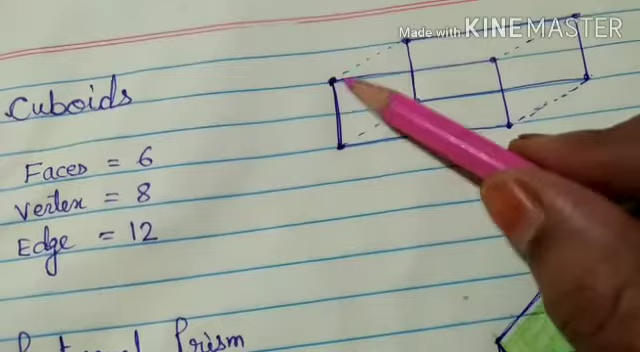 Made with KINEMASTER
Cuboids
Faces = 6
Vertex = 8
Edge = 12
Prism